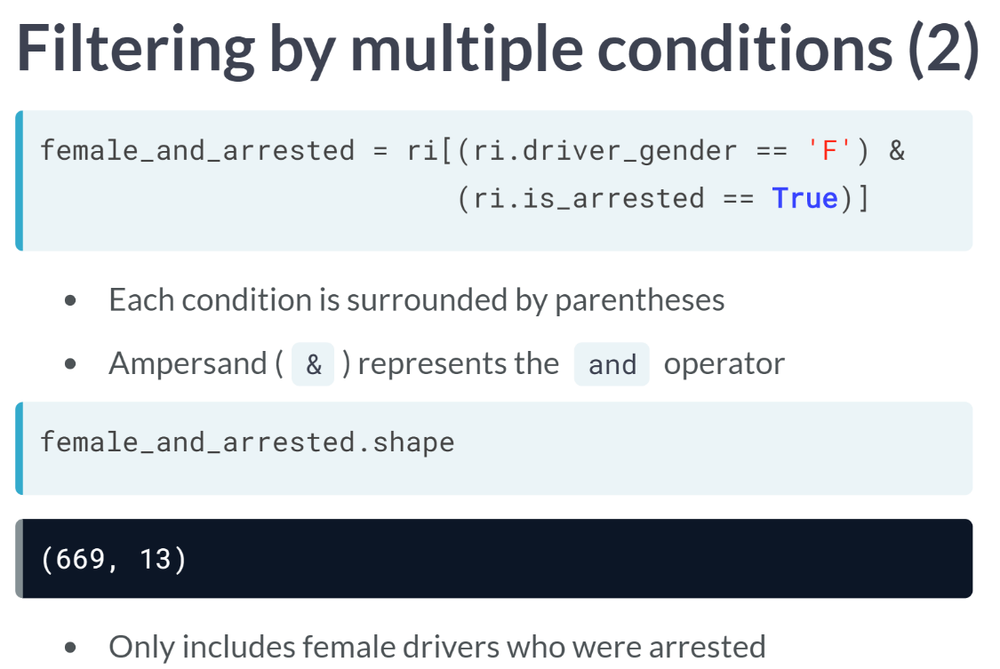 Filtering by multiple conditions (2)
female_and_arrested = ri[(ri.driver_gender == 'F') &
(ri.is_arrested == True)]
• Each condition is surrounded by parentheses
• Ampersand ( & ) represents the and operator
female_and_arrested.shape
(669, 13)
• Only includes female drivers who were arrested